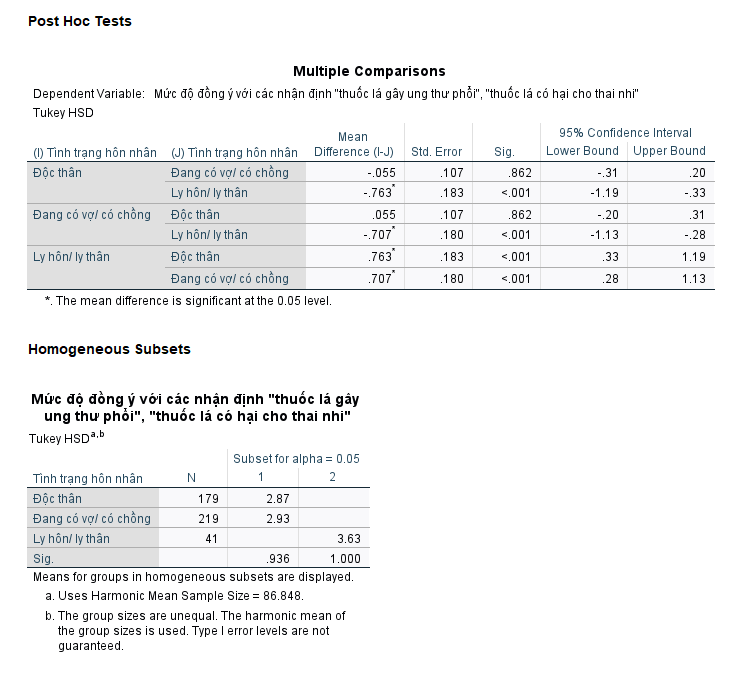 Post Hoc Tests
Multiple Comparisons
Dependent Variable: Mức độ đồng ý với các nhận định "thuốc lá gây ung thư phổi", "thuốc lá có hại cho thai nhi"
Tukey HSD
(I) Tình trạng hôn nhân (J) Tình trạng hôn nhân Mean Difference (I-J) Std. Error Sig. 95% Confidence Interval Lower Bound Upper Bound
Độc thân Đang có vợ/ có chồng -.055 .107 .862 -.31 .20
Ly hôn/ ly thân -.763* .183 <.001 -1.19 -.33
Đang có vợ/ có chồng Độc thân .055 .107 .862 -.20 .31
Ly hôn/ ly thân -.707* .180 <.001 -1.13 -.28
Ly hôn/ ly thân Độc thân .763* .183 <.001 .33 1.19
Đang có vợ/ có chồng .707* .180 <.001 .28 1.13
*. The mean difference is significant at the 0.05 level.
Homogeneous Subsets
Mức độ đồng ý với các nhận định "thuốc lá gây
ung thư phổi", "thuốc lá có hại cho thai nhi"
Tukey HSDa,b
Subset for alpha = 0.05
Tình trạng hôn nhân N 1 2
Độc thân 179 2.87
Đang có vợ/ có chồng 219 2.93
Ly hôn/ ly thân 41 3.63
Sig. .936 1.000
Means for groups in homogeneous subsets are displayed.
a. Uses Harmonic Mean Sample Size = 86.848.
b. The group sizes are unequal. The harmonic mean of
the group sizes is used. Type I error levels are not
guaranteed.